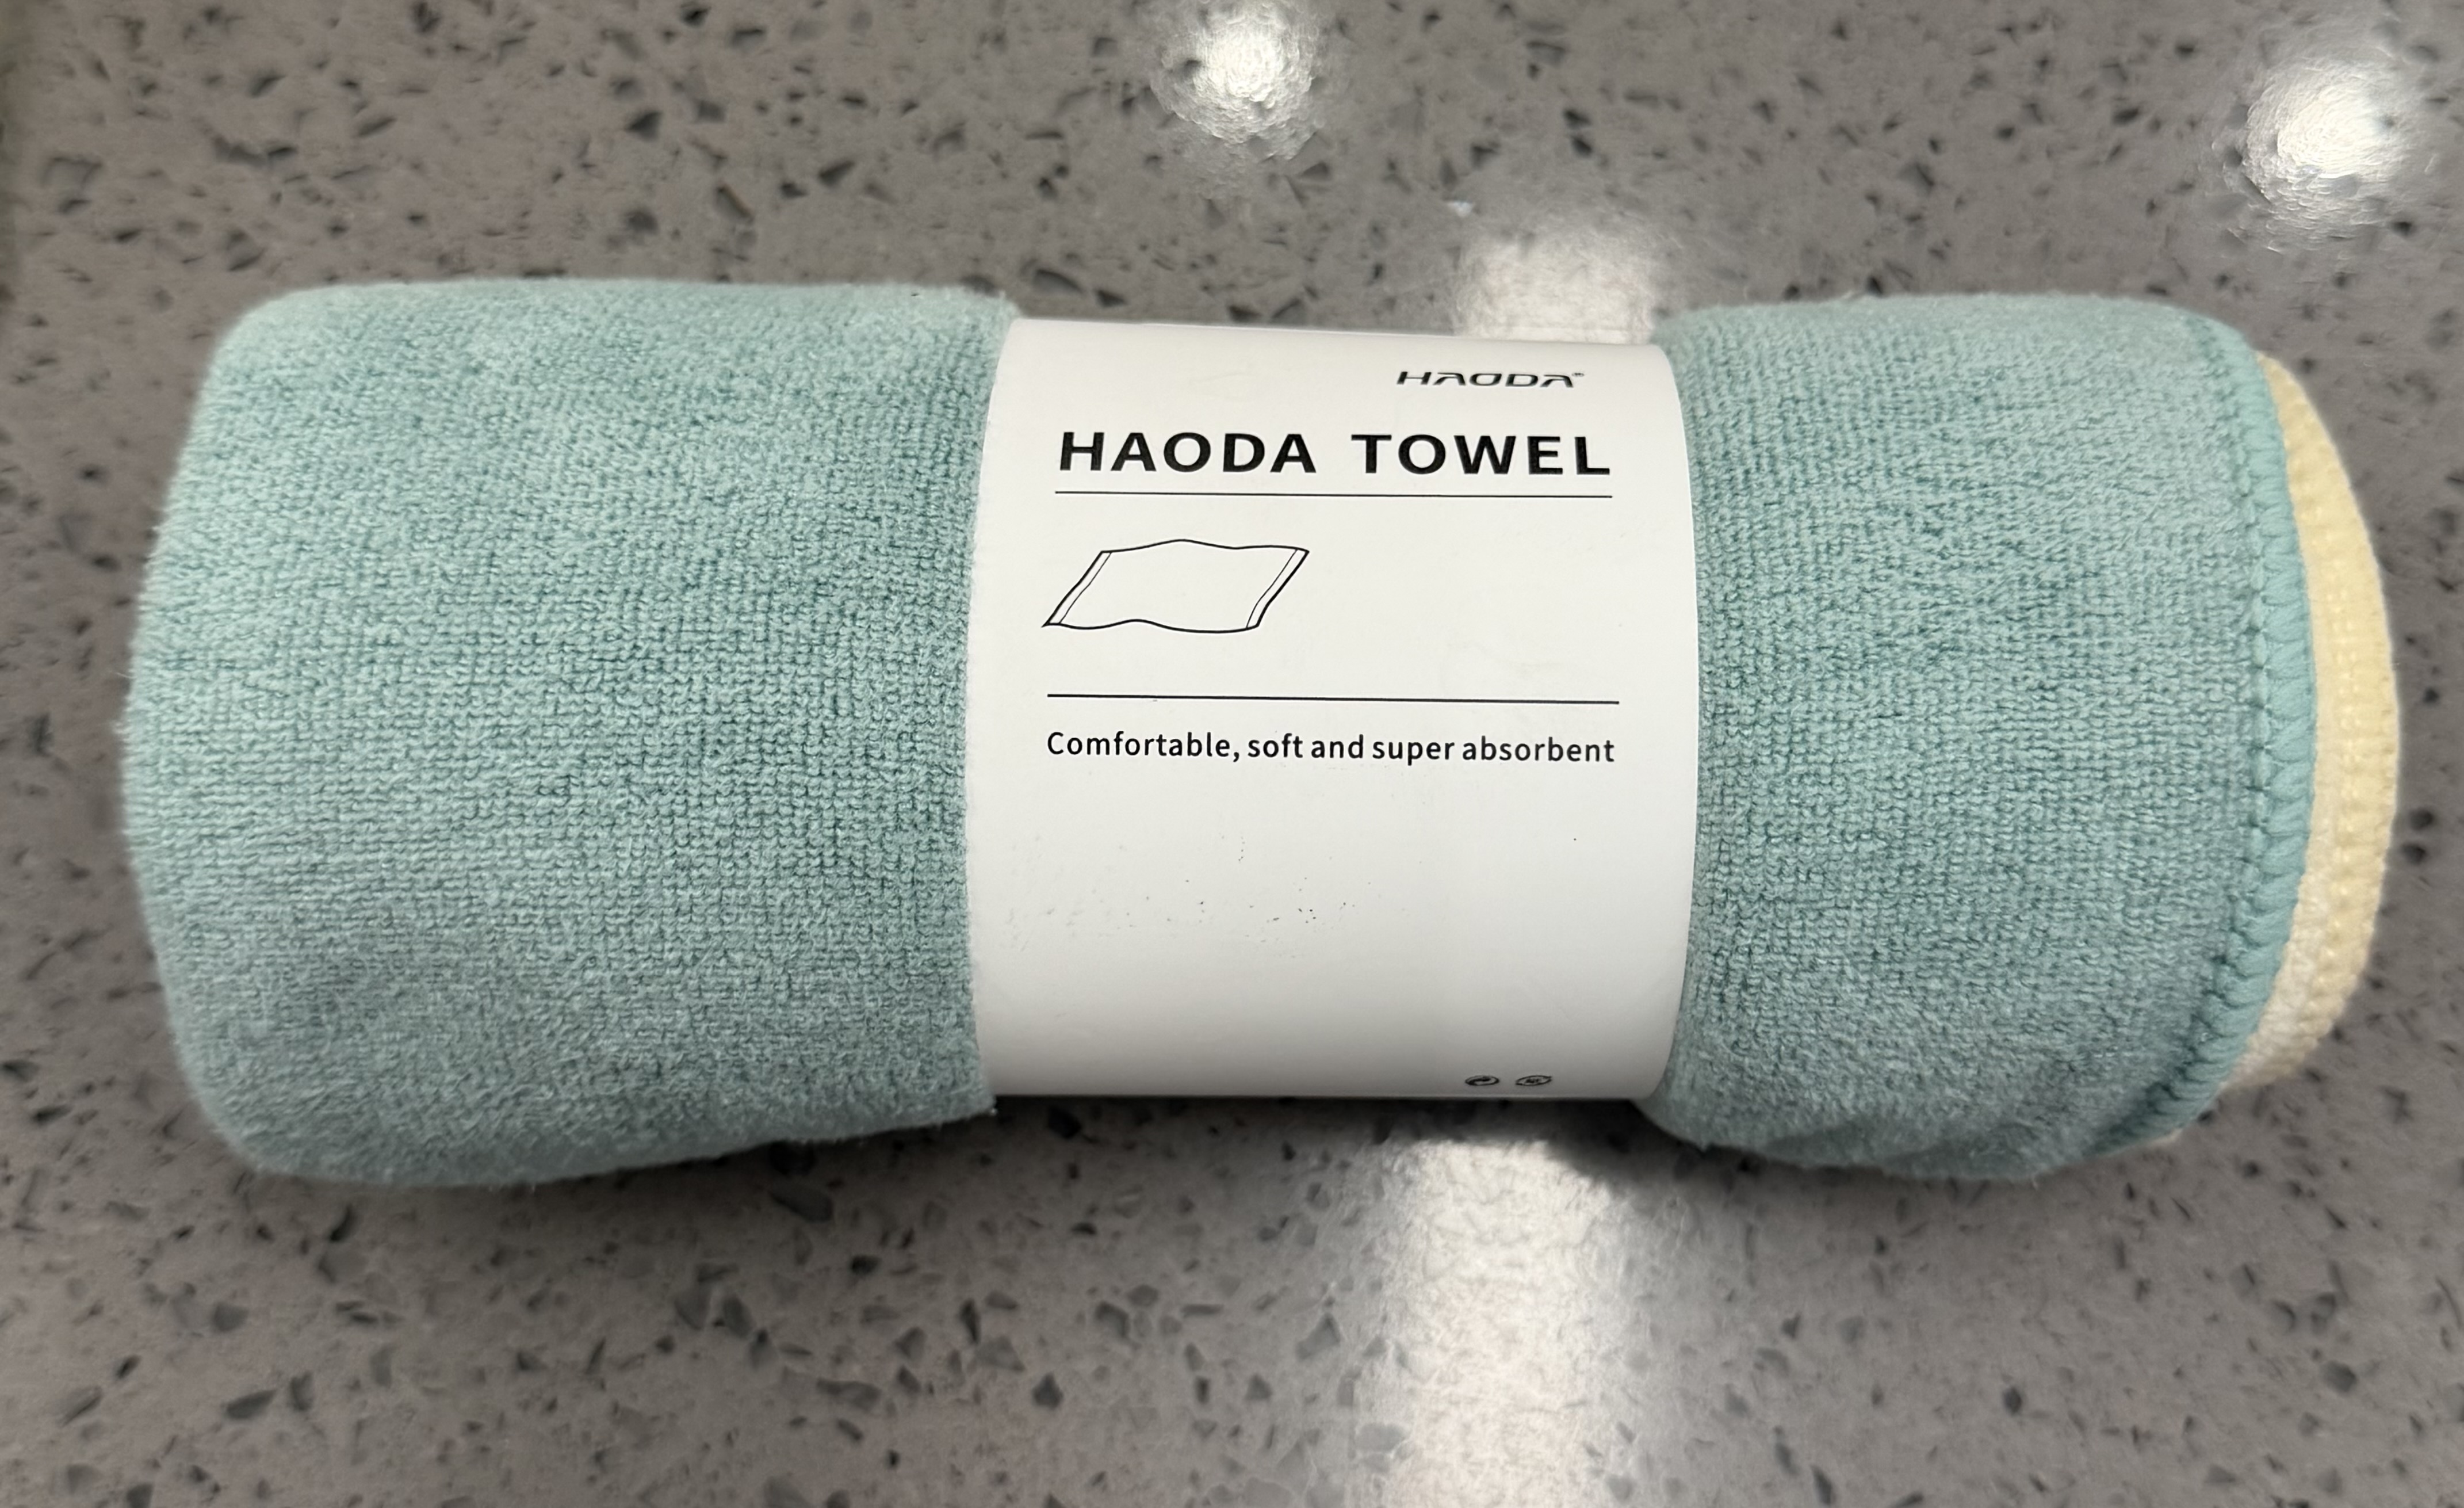 HAODA®
HAODA TOWEL
Comfortable, soft and super absorbent